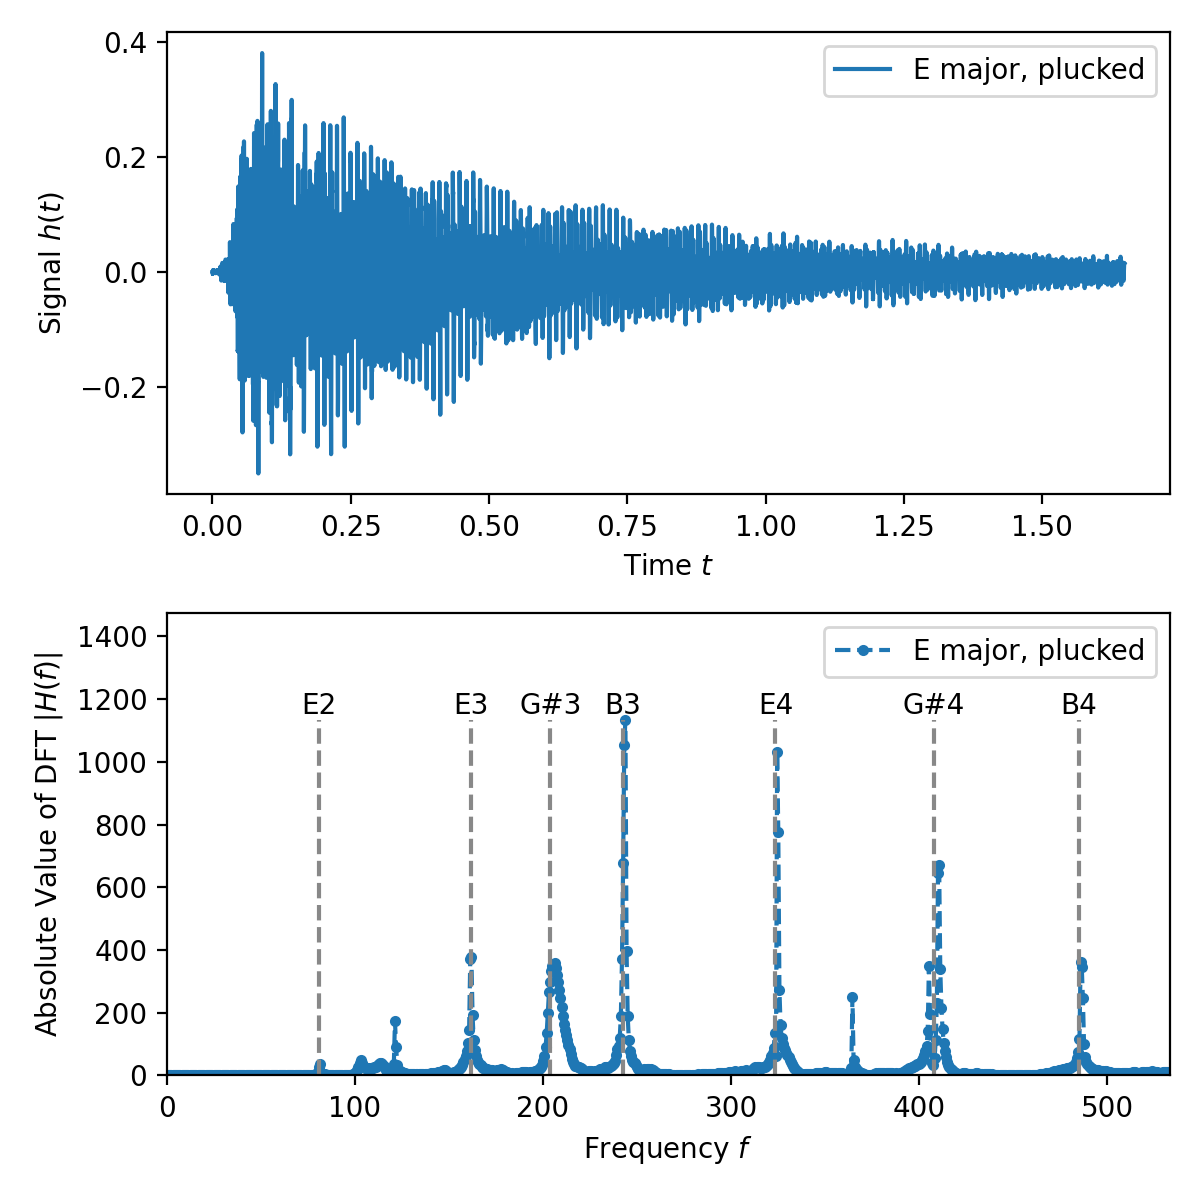 0.4
0.2
0.0
−0.2
Signal h(t)
E major, plucked
0.00 0.25 0.50 0.75 1.00 1.25 1.50
Time t
1400
1200
1000
800
600
400
200
0
Absolute Value of DFT |H(f)|
E major, plucked
E2 E3 G#3 B3 E4 G#4 B4
0 100 200 300 400 500
Frequency f